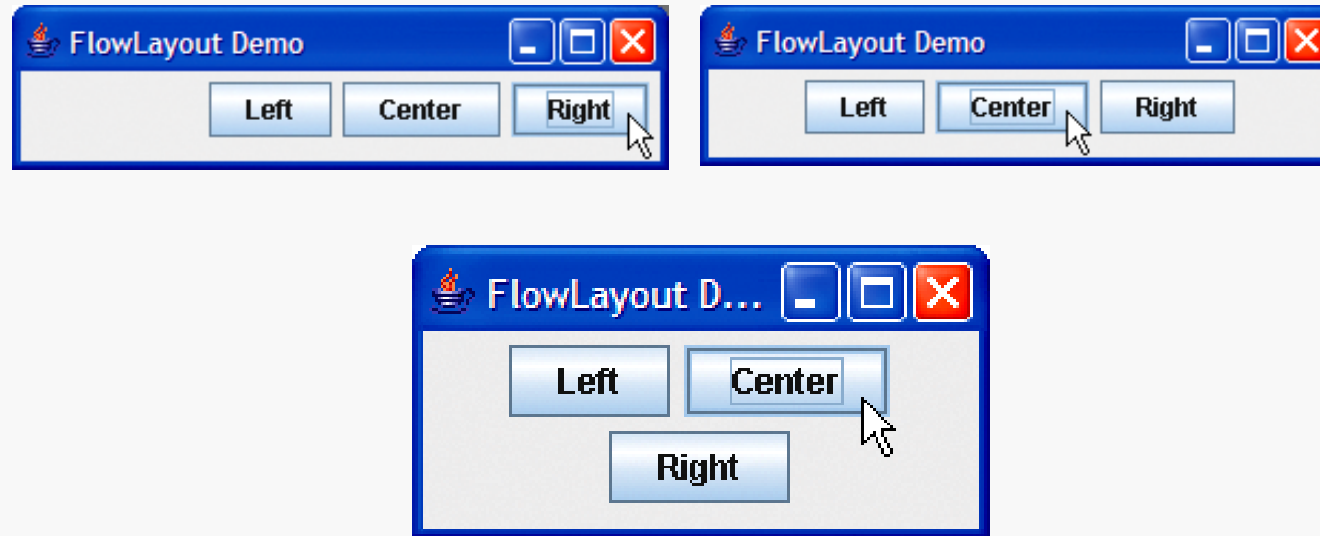 FlowLayout Demo
Left Center Right
FlowLayout Demo
Left Center Right
FlowLayout D...
Left Center
Right